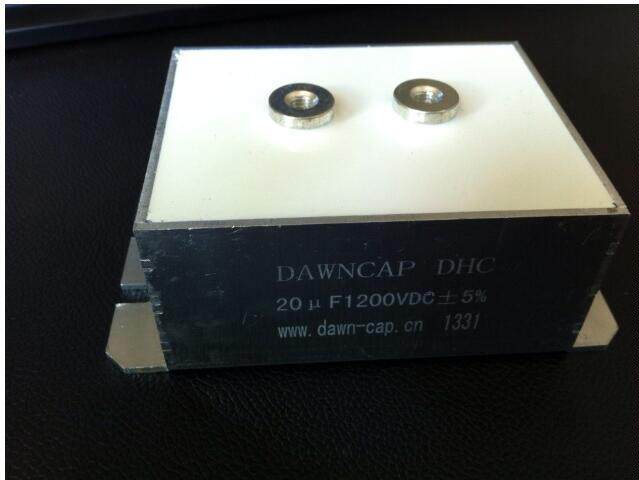 DAWNCAP DHC
20μF1200VDC±5%
www.dawn-cap.cn 1331